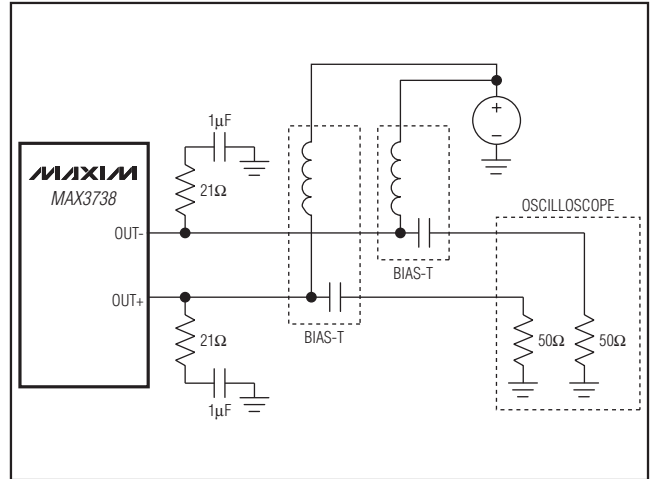 1µF
MAXIM
MAX3738
21Ω
OUT-
OUT+
21Ω
1µF
BIAS-T
BIAS-T
+
−
OSCILLOSCOPE
50Ω
50Ω